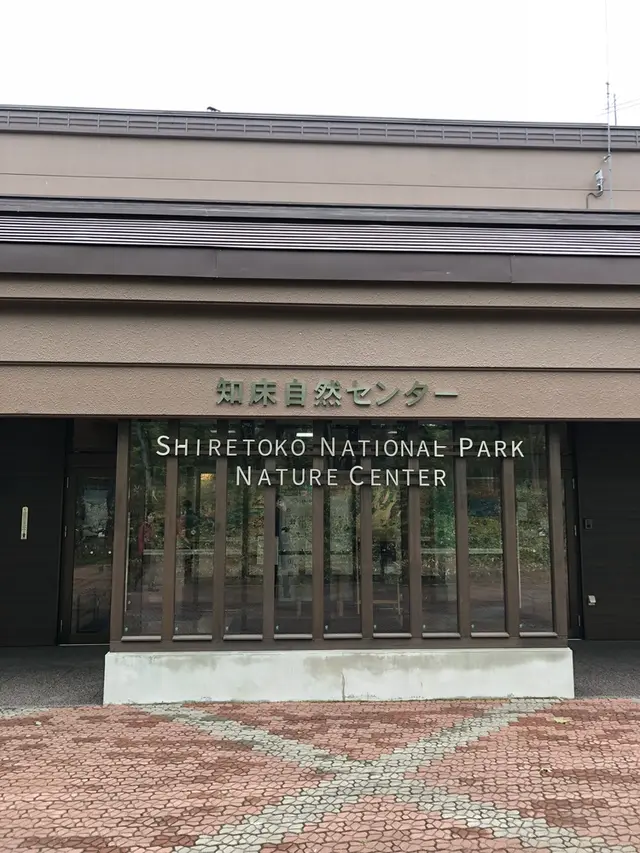 知床自然センター
SHIRETOKO NATIONAL PARK
NATURE CENTER